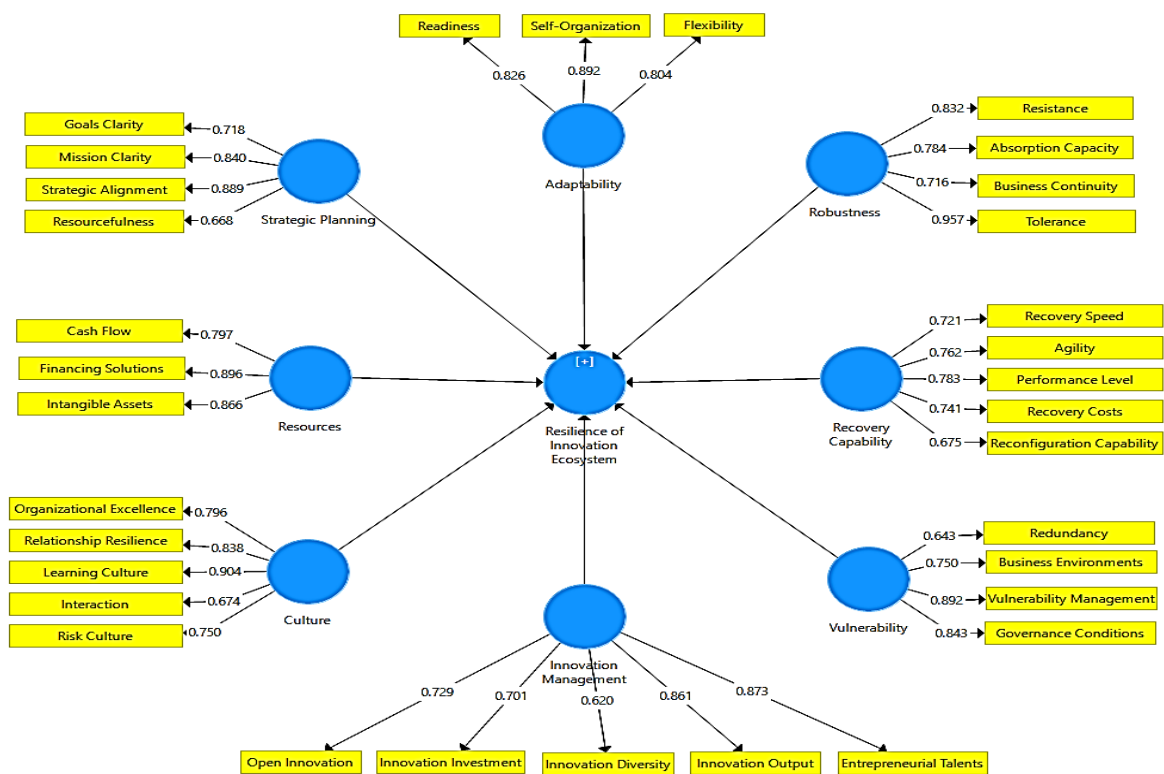 Readiness
Self-Organization
Flexibility
0.826
0.892
0.804
Adaptability
Goals Clarity
0.718
Mission Clarity
0.840
Strategic Alignment
0.889
Resourcefulness
0.668
Strategic Planning
0.832
Resistance
0.784
Absorption Capacity
0.716
Business Continuity
0.957
Tolerance
Robustness
Cash Flow
0.797
Financing Solutions
0.896
Intangible Assets
0.866
Resources
[+]
Resilience of
Innovation
Ecosystem
0.721
Recovery Speed
0.762
Agility
0.783
Performance Level
0.741
Recovery Costs
0.675
Reconfiguration Capability
Recovery
Capability
Organizational Excellence
0.796
Relationship Resilience
0.838
Learning Culture
0.904
Interaction
0.674
Risk Culture
0.750
Culture
0.643
Redundancy
0.750
Business Environments
0.892
Vulnerability Management
0.843
Governance Conditions
Vulnerability
Innovation
Management
0.729
0.701
0.620
0.861
0.873
Open Innovation
Innovation Investment
Innovation Diversity
Innovation Output
Entrepreneurial Talents